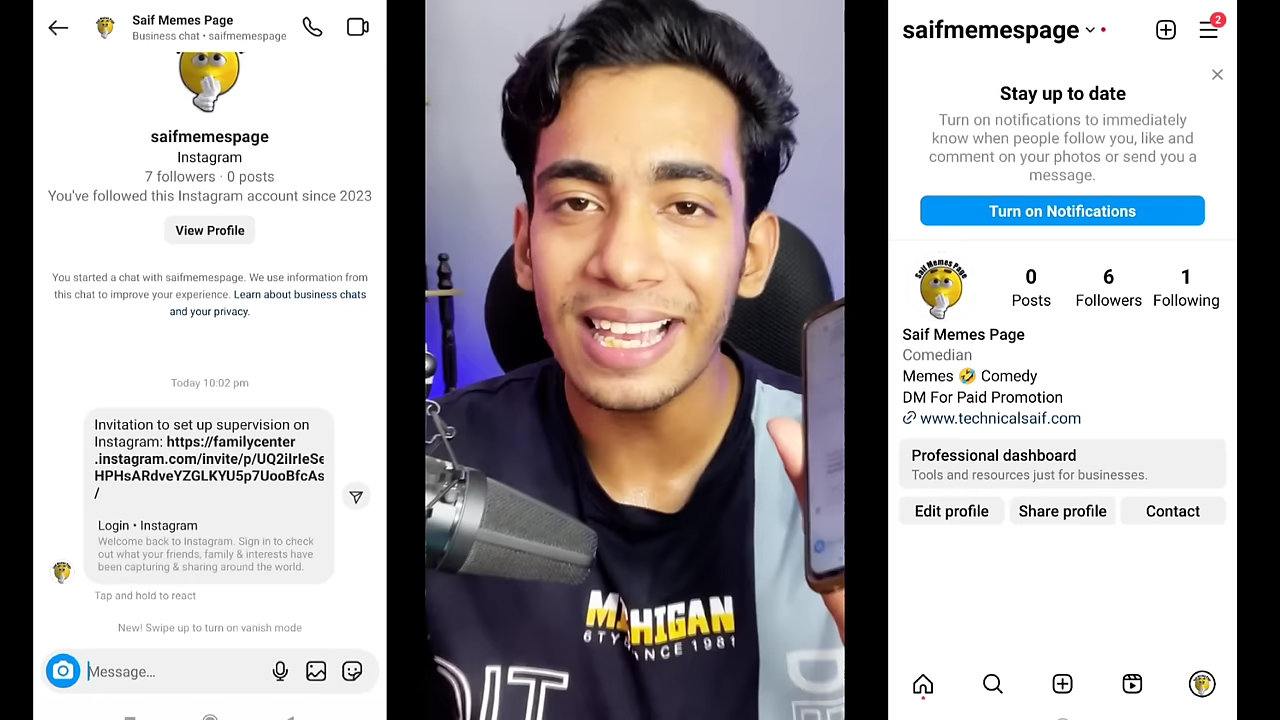 Saif Memes Page
Business chat • saifmemespage
saifmemespage
Instagram
7 followers · 0 posts
You've followed this Instagram account since 2023
View Profile
You started a chat with saifmemespage. We use information from
this chat to improve your experience. Learn about business chats
and your privacy.
Today 10:02 pm
Invitation to set up supervision on
Instagram: https://familycenter
.instagram.com/invite/p/UQ2iIrIeSe
HPHsARdveYZGLKYU5p7UooBfcAs
/
Login • Instagram
Welcome back to Instagram. Sign in to check
out what your friends, family & interests have
been capturing & sharing around the world.
Tap and hold to react
New! Swipe up to turn on vanish mode
Message...
SINCE 1981
saifmemespage
2
Stay up to date
Turn on notifications to immediately
know when people follow you, like and
comment on your photos or send you a
message.
Turn on Notifications
Saif Memes Page
0 6 1
Posts Followers Following
Saif Memes Page
Comedian
Memes 🤣 Comedy
DM For Paid Promotion
www.technicalsaif.com
Professional dashboard
Tools and resources just for businesses.
Edit profile Share profile Contact